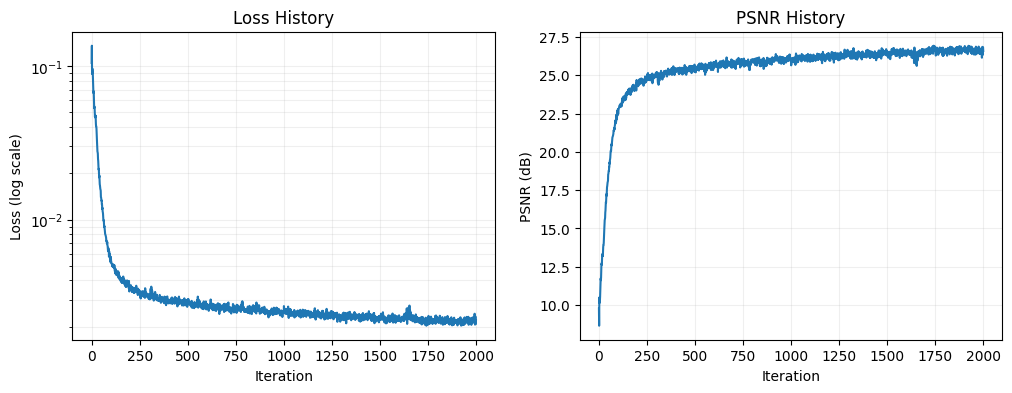 Loss History
10⁻¹
10⁻²
Loss (log scale)
0 250 500 750 1000 1250 1500 1750 2000
Iteration
PSNR History
27.5
25.0
22.5
20.0
17.5
15.0
12.5
10.0
PSNR (dB)
0 250 500 750 1000 1250 1500 1750 2000
Iteration